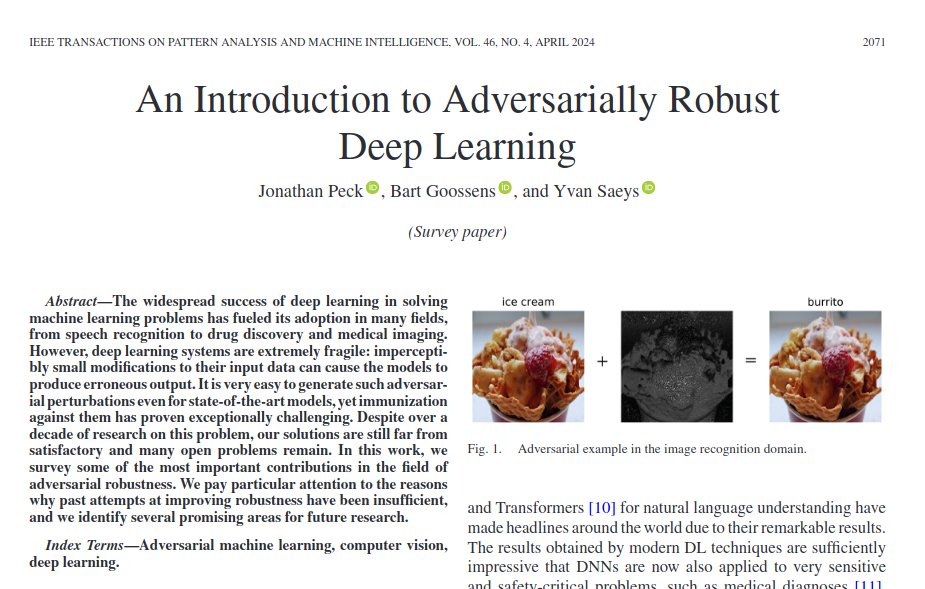 IEEE TRANSACTIONS ON PATTERN ANALYSIS AND MACHINE INTELLIGENCE, VOL. 46, NO. 4, APRIL 2024 2071
An Introduction to Adversarially Robust
Deep Learning
Jonathan Peck iD, Bart Goossens iD, and Yvan Saeys iD
(Survey paper)
Abstract—The widespread success of deep learning in solving
machine learning problems has fueled its adoption in many fields,
from speech recognition to drug discovery and medical imaging.
However, deep learning systems are extremely fragile: impercepti-
bly small modifications to their input data can cause the models to
produce erroneous output. It is very easy to generate such adversar-
ial perturbations even for state-of-the-art models, yet immunization
against them has proven exceptionally challenging. Despite over a
decade of research on this problem, our solutions are still far from
satisfactory and many open problems remain. In this work, we
survey some of the most important contributions in the field of
adversarial robustness. We pay particular attention to the reasons
why past attempts at improving robustness have been insufficient,
and we identify several promising areas for future research.
Index Terms—Adversarial machine learning, computer vision,
deep learning.
ice cream burrito
+ =
Fig. 1. Adversarial example in the image recognition domain.
and Transformers [10] for natural language understanding have
made headlines around the world due to their remarkable results.
The results obtained by modern DL techniques are sufficiently
impressive that DNNs are now also applied to very sensitive
and safety-critical problems, such as medical diagnoses [11],